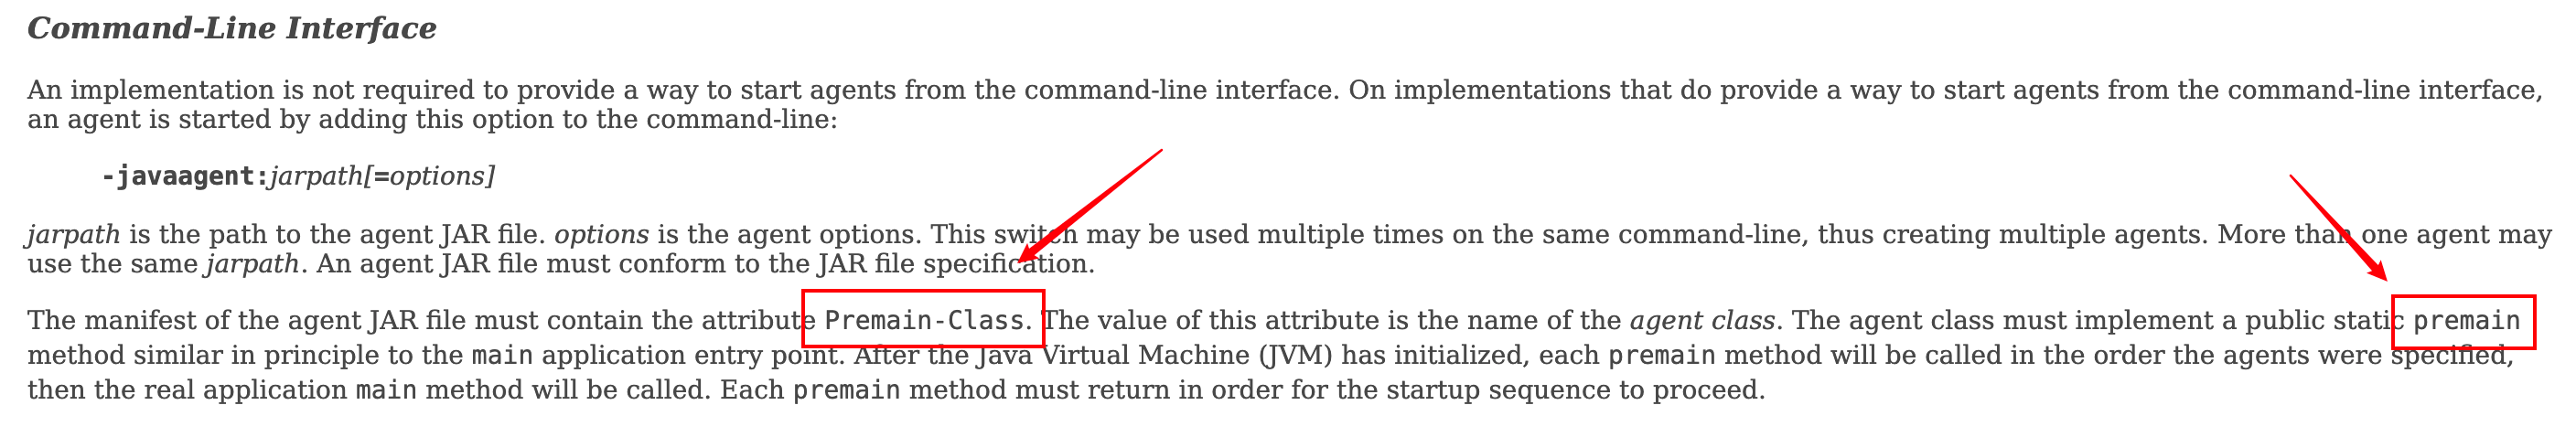 Command-Line Interface
An implementation is not required to provide a way to start agents from the command-line interface. On implementations that do provide a way to start agents from the command-line interface,
an agent is started by adding this option to the command-line:
-javaagent:jarpath[=options]
jarpath is the path to the agent JAR file. options is the agent options. This switch may be used multiple times on the same command-line, thus creating multiple agents. More than one agent may
use the same jarpath. An agent JAR file must conform to the JAR file specification.
The manifest of the agent JAR file must contain the attribute Premain-Class. The value of this attribute is the name of the agent class. The agent class must implement a public static premain
method similar in principle to the main application entry point. After the Java Virtual Machine (JVM) has initialized, each premain method will be called in the order the agents were specified,
then the real application main method will be called. Each premain method must return in order for the startup sequence to proceed.